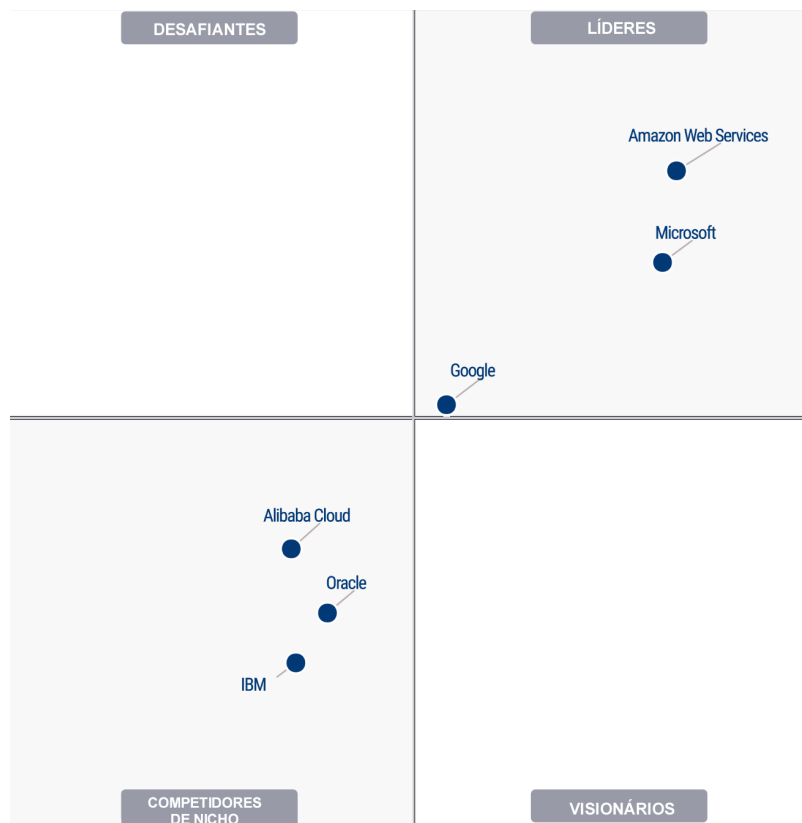 DESAFIANTES
LÍDERES
Amazon Web Services
Microsoft
Google
Alibaba Cloud
Oracle
IBM
COMPETIDORES
DE NICHO
VISIONÁRIOS